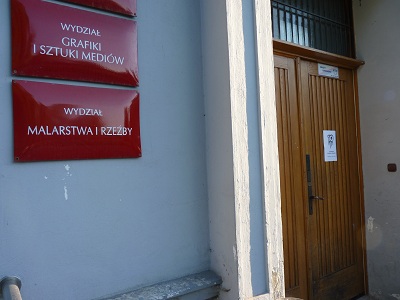 WYDZIAŁ
GRAFIKI
I SZTUKI MEDIÓW
WYDZIAŁ
MALARSTWA I RZEŹBY